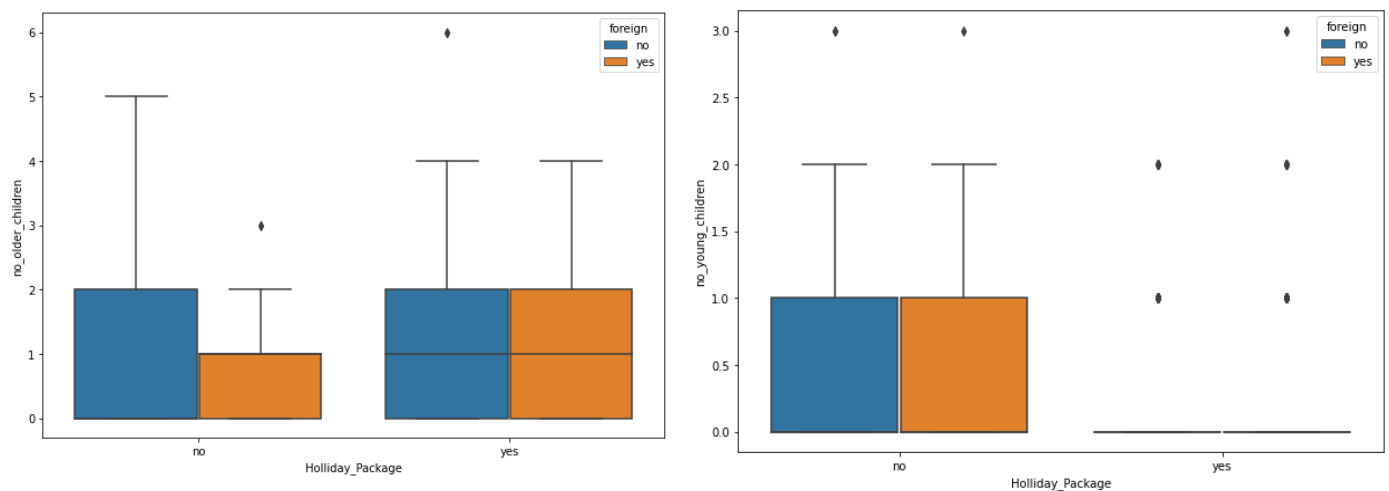 foreign
no
yes
6
5
4
3
2
1
0
no_older_children
no
yes
Holliday_Package
foreign
no
yes
3.0
2.5
2.0
1.5
1.0
0.5
0.0
no_young_children
no
yes
Holliday_Package